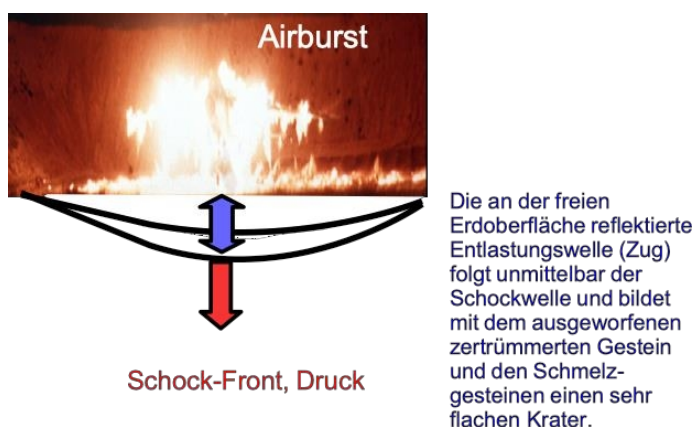 Airburst
Die an der freien
Erdoberfläche reflektierte
Entlastungswelle (Zug)
folgt unmittelbar der
Schockwelle und bildet
mit dem ausgeworfenen
zertrümmerten Gestein
und den Schmelz-
gesteinen einen sehr
flachen Krater.
Schock-Front, Druck